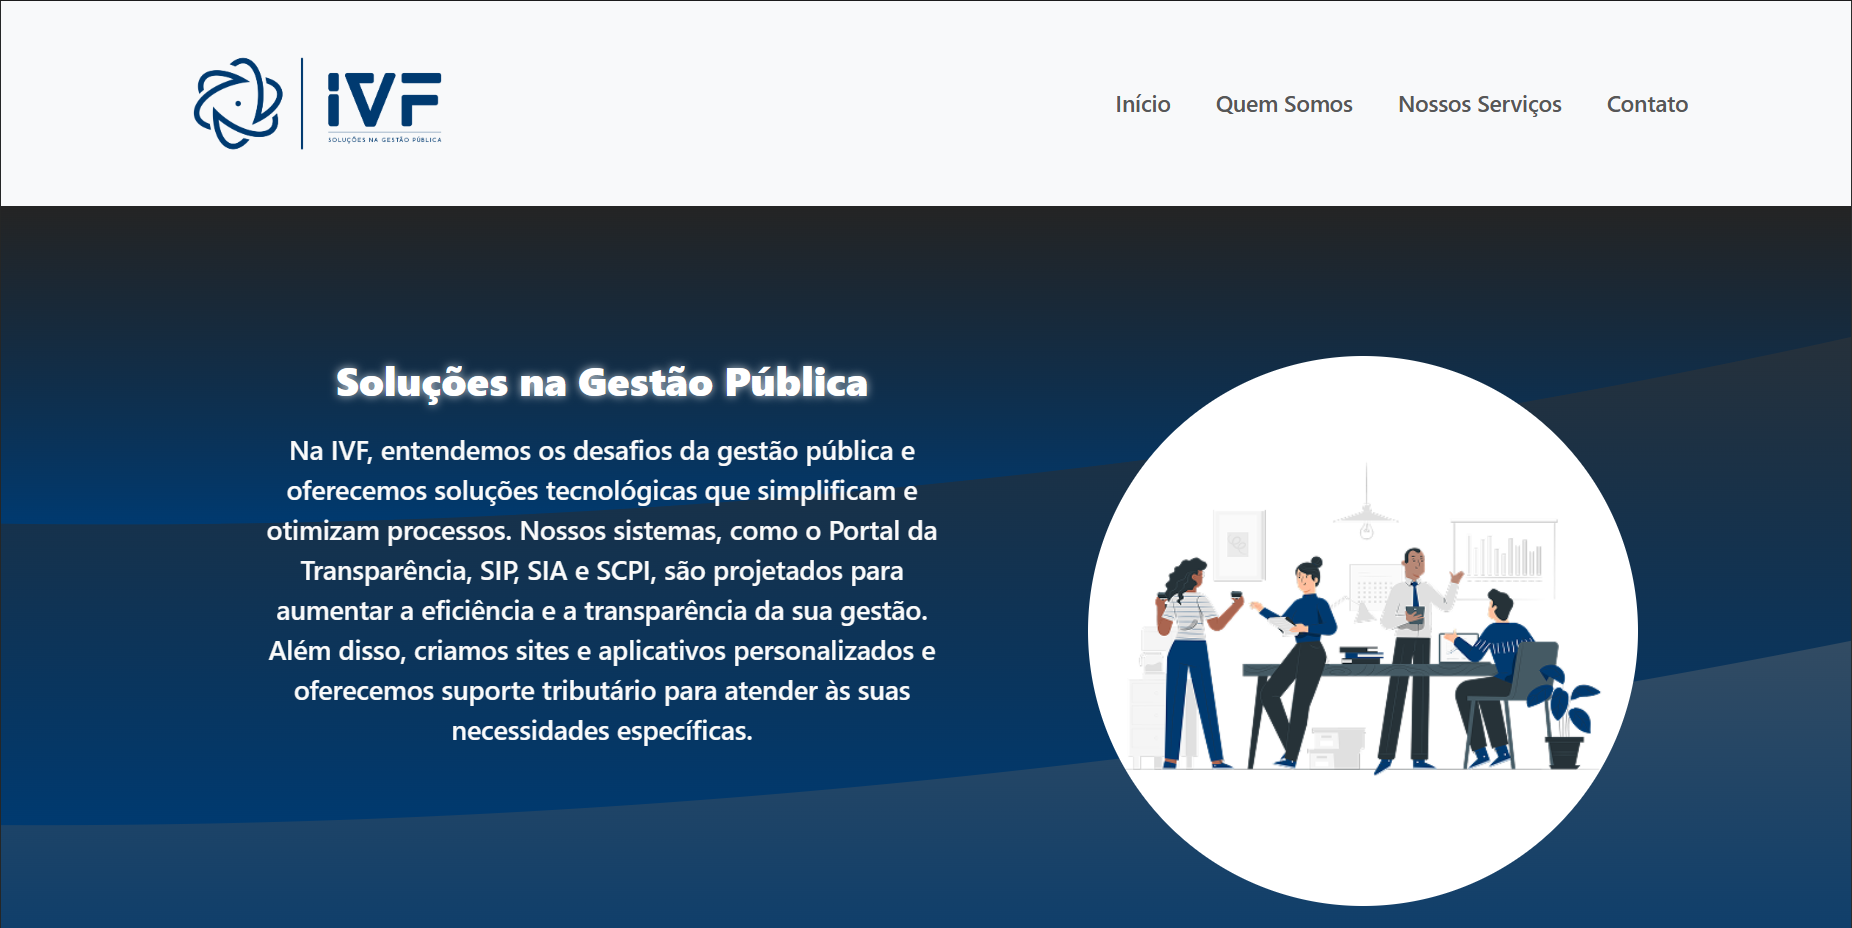 IVF
SOLUÇÕES NA GESTÃO PÚBLICA
Início
Quem Somos
Nossos Serviços
Contato
Soluções na Gestão Pública
Na IVF, entendemos os desafios da gestão pública e
oferecemos soluções tecnológicas que simplificam e
otimizam processos. Nossos sistemas, como o Portal da
Transparência, SIP, SIA e SCPI, são projetados para
aumentar a eficiência e a transparência da sua gestão.
Além disso, criamos sites e aplicativos personalizados e
oferecemos suporte tributário para atender às suas
necessidades específicas.